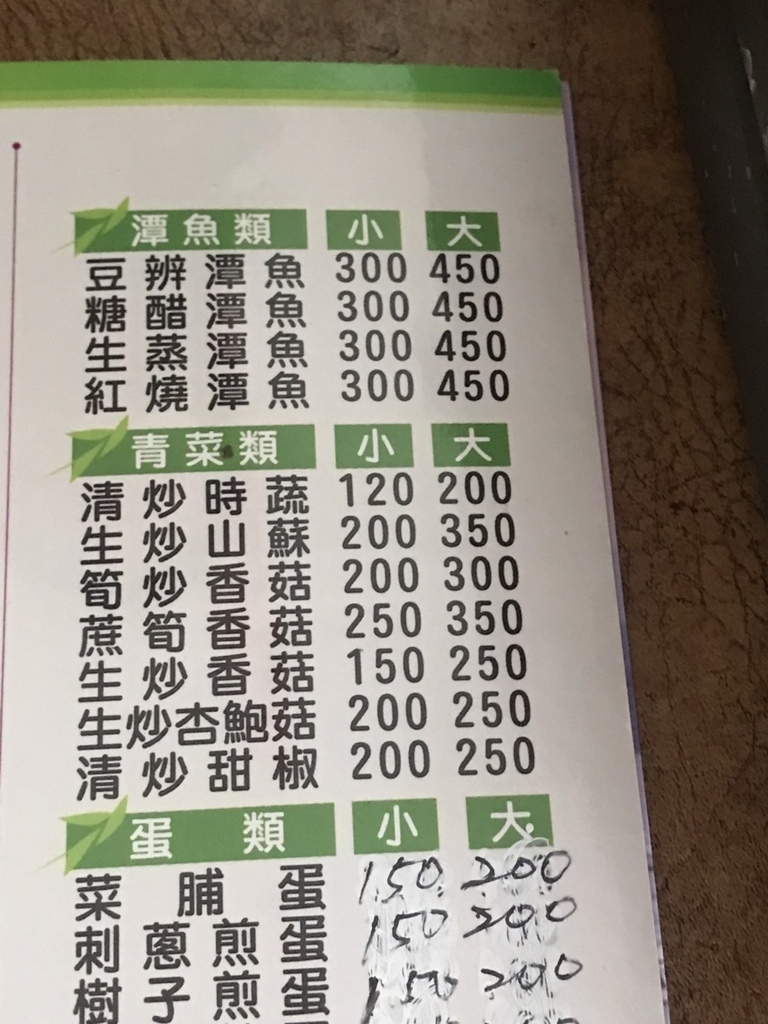 潭魚類 小 大
豆辨潭魚 300 450
糖醋潭魚 300 450
生蒸潭魚 300 450
紅燒潭魚 300 450
青菜類 小 大
清炒時蔬 120 200
生炒山蘇 200 350
筍炒香菇 200 300
蔗筍香菇 250 350
生炒香菇 150 250
生炒杏鮑菇 200 250
清炒甜椒 200 250
蛋類 小 大
菜脯蛋 150 200
刺蔥煎蛋 150 200
樹子煎蛋 150 200